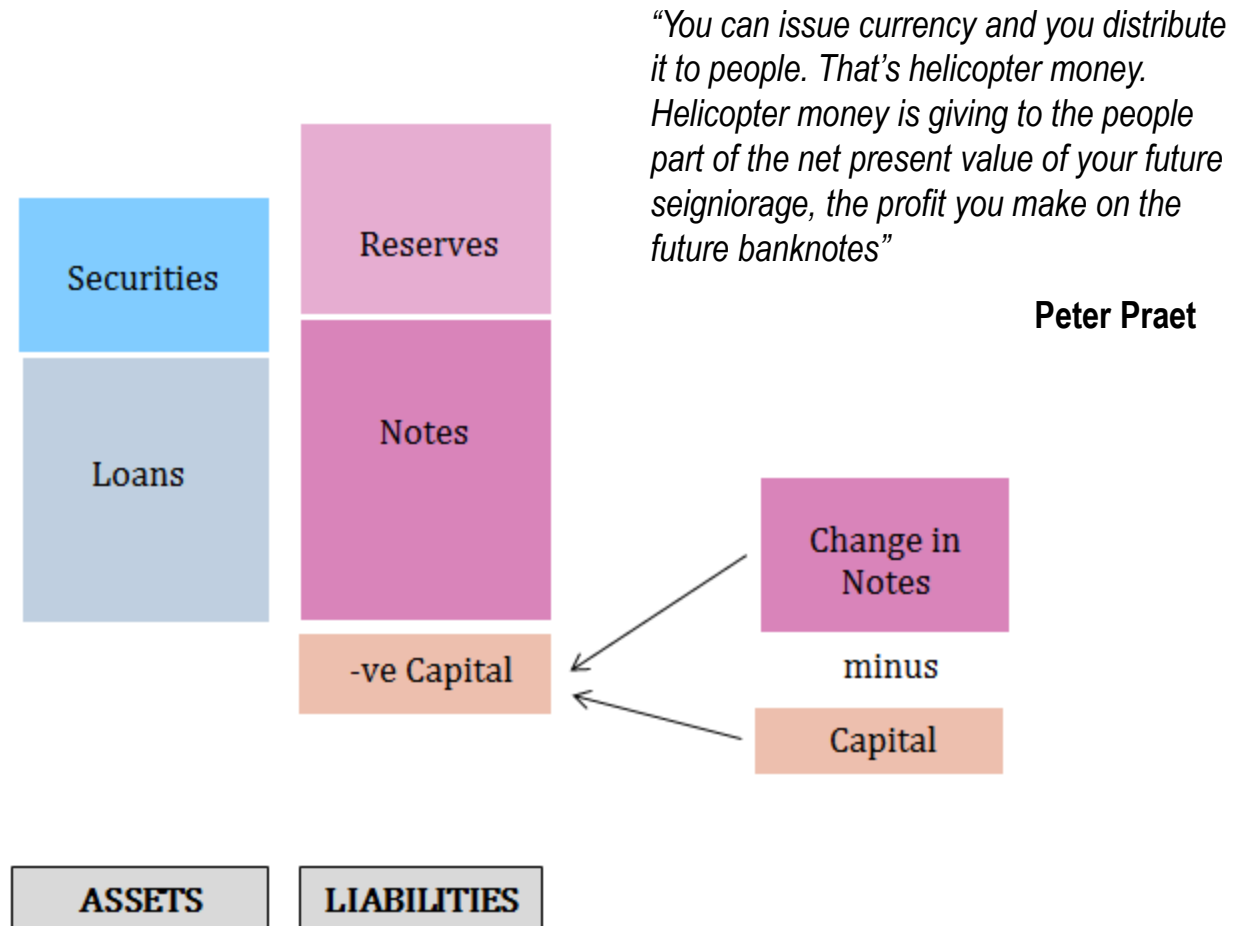 “You can issue currency and you distribute
it to people. That’s helicopter money.
Helicopter money is giving to the people
part of the net present value of your future
seigniorage, the profit you make on the
future banknotes”
Peter Praet
Securities
Loans
Reserves
Notes
-ve Capital
Change in
Notes
minus
Capital
ASSETS
LIABILITIES